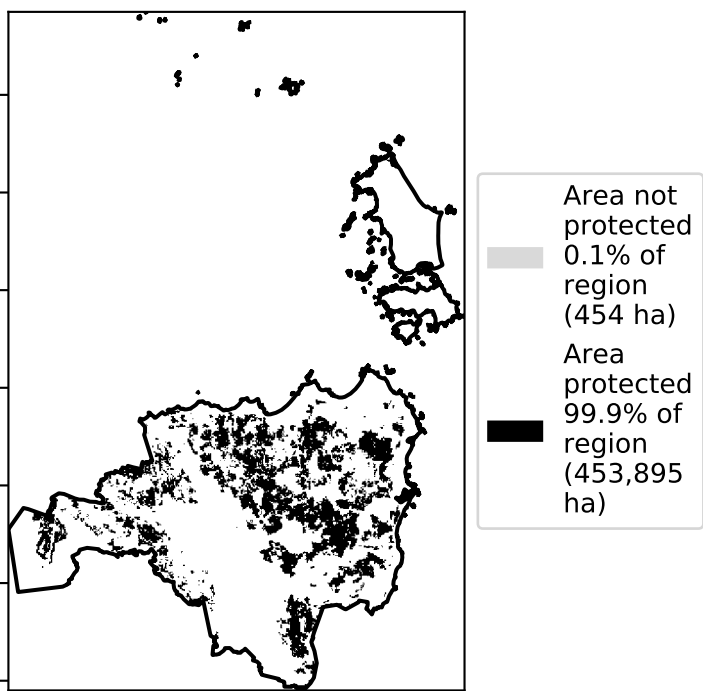 Area not
protected
0.1% of
region
(454 ha)
Area
protected
99.9% of
region
(453,895
ha)